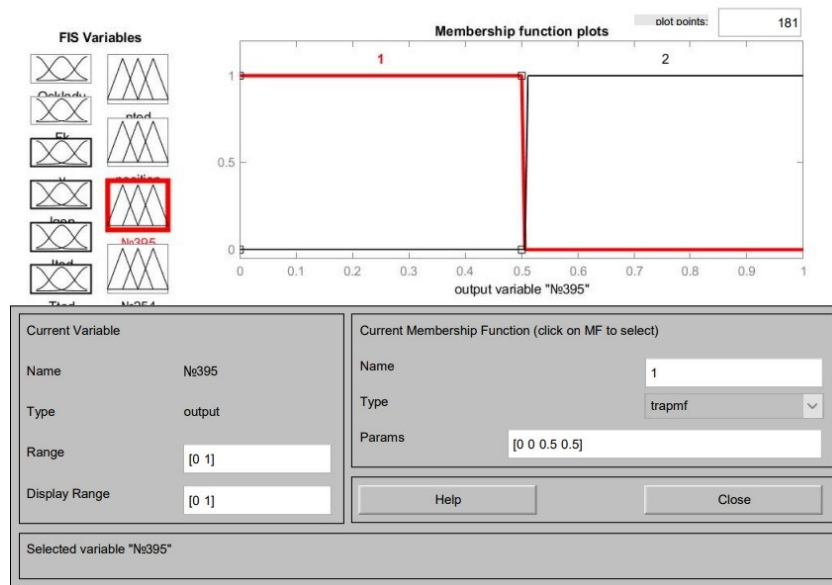 FIS Variables
Membership function plots
plot points:
181
1
2
1
0.5
0
0 0.1 0.2 0.3 0.4 0.5 0.6 0.7 0.8 0.9 1
output variable "№395"
position
№395
№254
Current Variable
Name №395
Type output
Range [0 1]
Display Range [0 1]
Current Membership Function (click on MF to select)
Name 1
Type trapmf
Params [0 0 0.5 0.5]
Help
Close
Selected variable "№395"